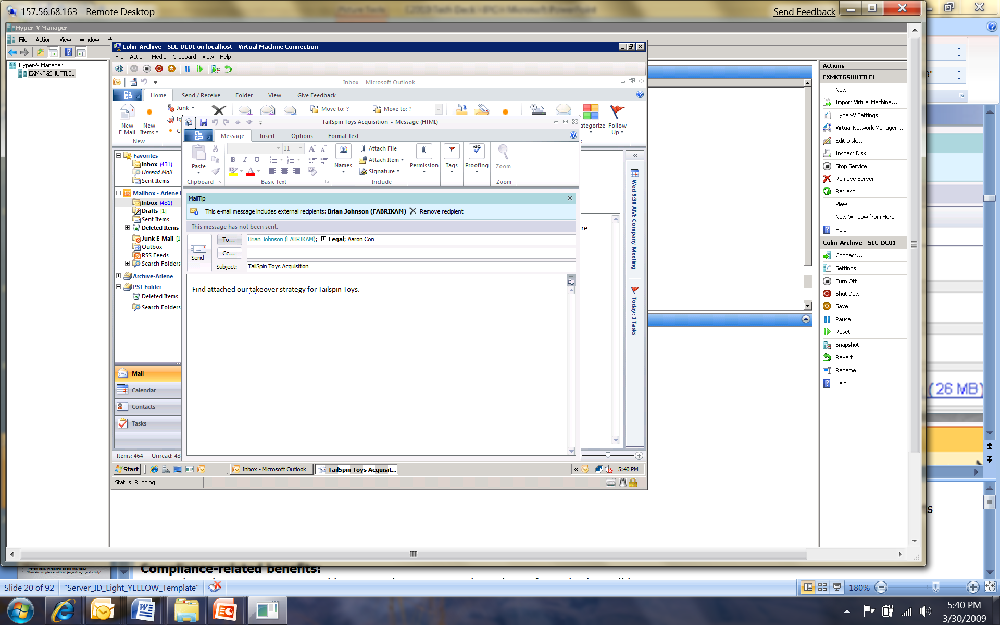 157.56.68.163 - Remote Desktop
Send Feedback
Hyper-V Manager
File Action View Window Help
Hyper-V Manager
EXMKTGSHUTTLE1
Colin-Archive - SLC-DC01 on localhost - Virtual Machine Connection
File Action Media Clipboard View Help
Inbox - Microsoft Outlook
Home Send / Receive Folder View Give Feedback
Junk
Move to: ? Move to: ?
New E-Mail
New Items
New
Follow Up
TailSpin Toys Acquisition - Message (HTML)
Message Insert Options Format Text
11
Paste
Clipboard
Basic Text
Names
Attach File
Attach Item
Signature
Include
Permission
Tags
Proofing
Zoom
Zoom
MailTip
This e-mail message includes external recipients: Brian Johnson (FABRIKAM) Remove recipient
This message has not been sent.
Send
To... Brian Johnson (FABRIKAM); Legal; Aaron Con
Cc...
Subject: TailSpin Toys Acquisition
Find attached our takeover strategy for Tailspin Toys.
Favorites
Inbox (431)
Unread Mail
Sent Items
Mailbox - Arlene
Inbox (431)
Drafts [1]
Sent Items
Deleted Items
Junk E-Mail
Outbox
RSS Feeds
Search Folders
Archive-Arlene
PST Folder
Deleted Items
Search Folders
Mail
Calendar
Contacts
Tasks
Items: 464 Unread: 43
Wed 9:30 AM: Company Meeting
Today: 1 Tasks
Start
Inbox - Microsoft Outlook
TailSpin Toys Acquisit...
5:40 PM
Status: Running
Actions
EXMKTGSHUTTLE1
New
Import Virtual Machine...
Hyper-V Settings...
Virtual Network Manager...
Edit Disk...
Inspect Disk...
Stop Service
Remove Server
Refresh
View
New Window from Here
Help
Colin-Archive - SLC-DC01
Connect...
Settings...
Turn Off...
Shut Down...
Save
Pause
Reset
Snapshot
Revert...
Rename...
Help
(26 MB)
"Prevent policy infractions before they occur"
"Maintain compliance without jeopardizing productivity"
Compliance-related benefits:
Slide 20 of 92 "Server_ID_Light_YELLOW_Template"
180%
5:40 PM
3/30/2009